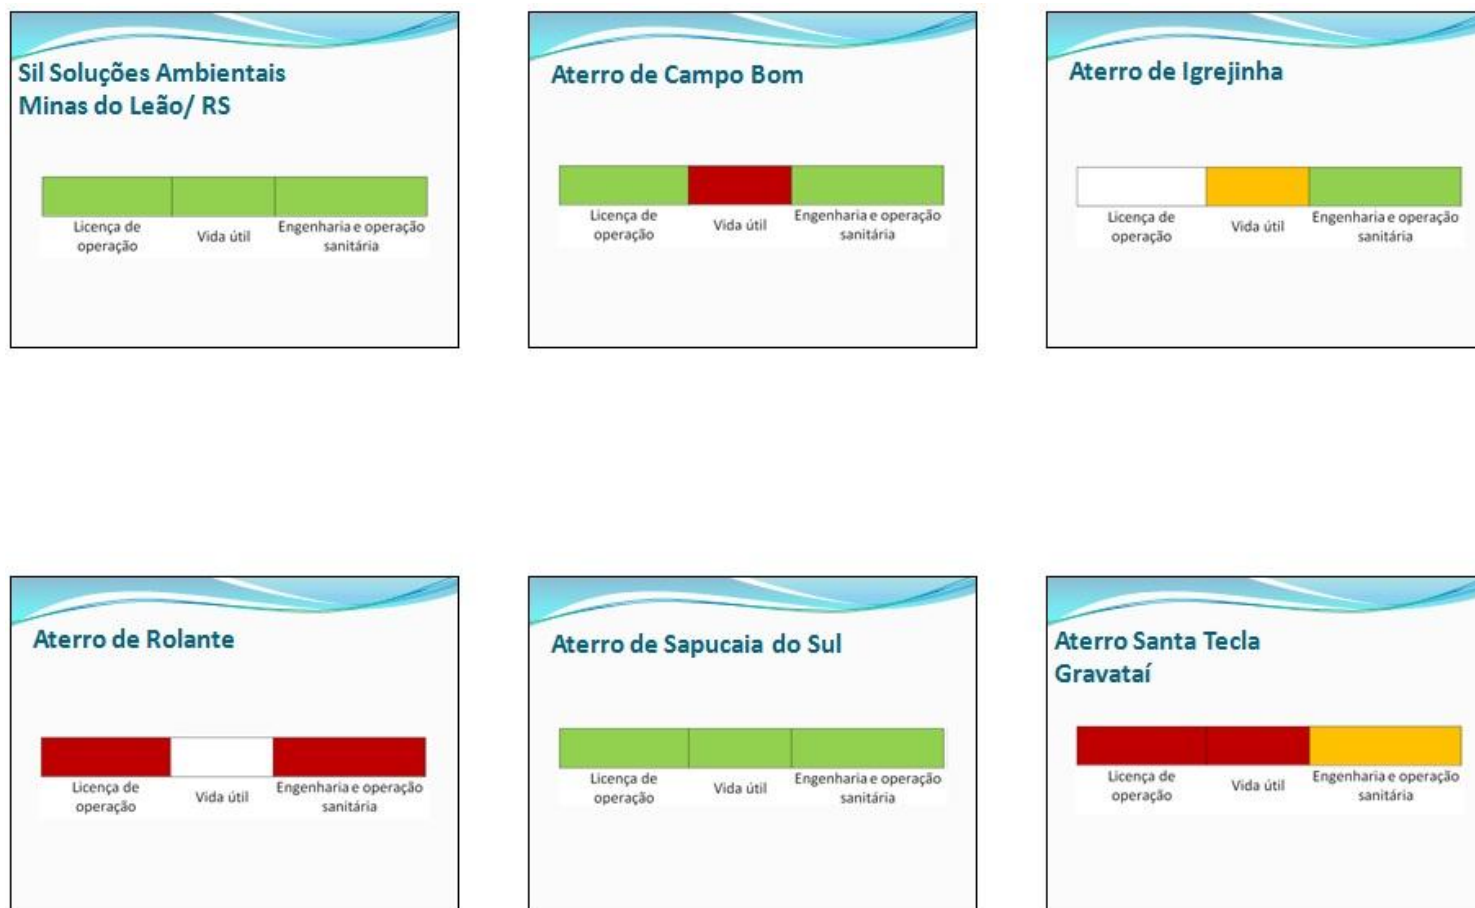 Sil Soluções Ambientais
Minas do Leão/ RS
Licença de
operação
Vida útil
Engenharia e operação
sanitária
Aterro de Campo Bom
Licença de
operação
Vida útil
Engenharia e operação
sanitária
Aterro de Igrejinha
Licença de
operação
Vida útil
Engenharia e operação
sanitária
Aterro de Rolante
Licença de
operação
Vida útil
Engenharia e operação
sanitária
Aterro de Sapucaia do Sul
Licença de
operação
Vida útil
Engenharia e operação
sanitária
Aterro Santa Tecla
Gravataí
Licença de
operação
Vida útil
Engenharia e operação
sanitária